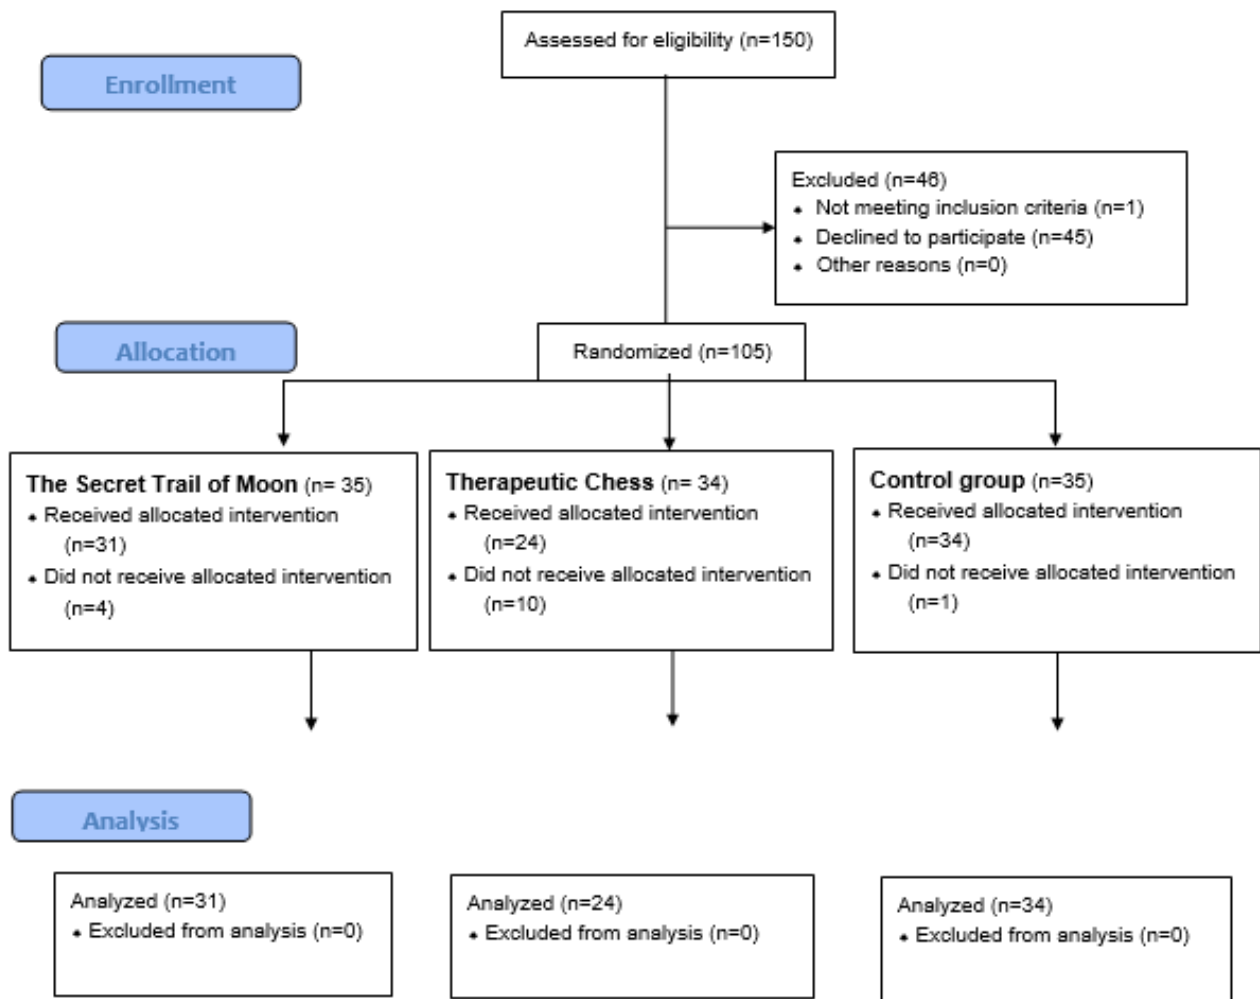 Assessed for eligibility (n=150)
Enrollment
Excluded (n=46)
• Not meeting inclusion criteria (n=1)
• Declined to participate (n=45)
• Other reasons (n=0)
Allocation
Randomized (n=105)
The Secret Trail of Moon (n= 35)
• Received allocated intervention
(n=31)
• Did not receive allocated intervention
(n=4)
Therapeutic Chess (n= 34)
• Received allocated intervention
(n=24)
• Did not receive allocated intervention
(n=10)
Control group (n=35)
• Received allocated intervention
(n=34)
• Did not receive allocated intervention
(n=1)
Analysis
Analyzed (n=31)
• Excluded from analysis (n=0)
Analyzed (n=24)
• Excluded from analysis (n=0)
Analyzed (n=34)
• Excluded from analysis (n=0)